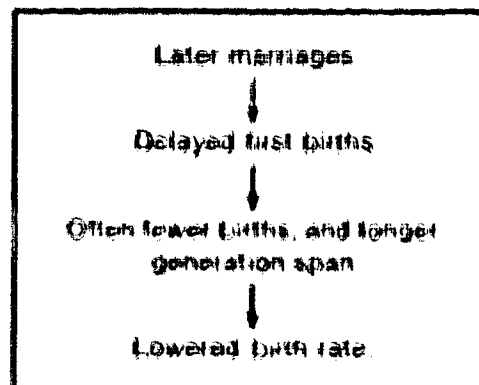 Later marriages
Delayed first births
Often fewer births, and longer
generation span
Lowered birth rate